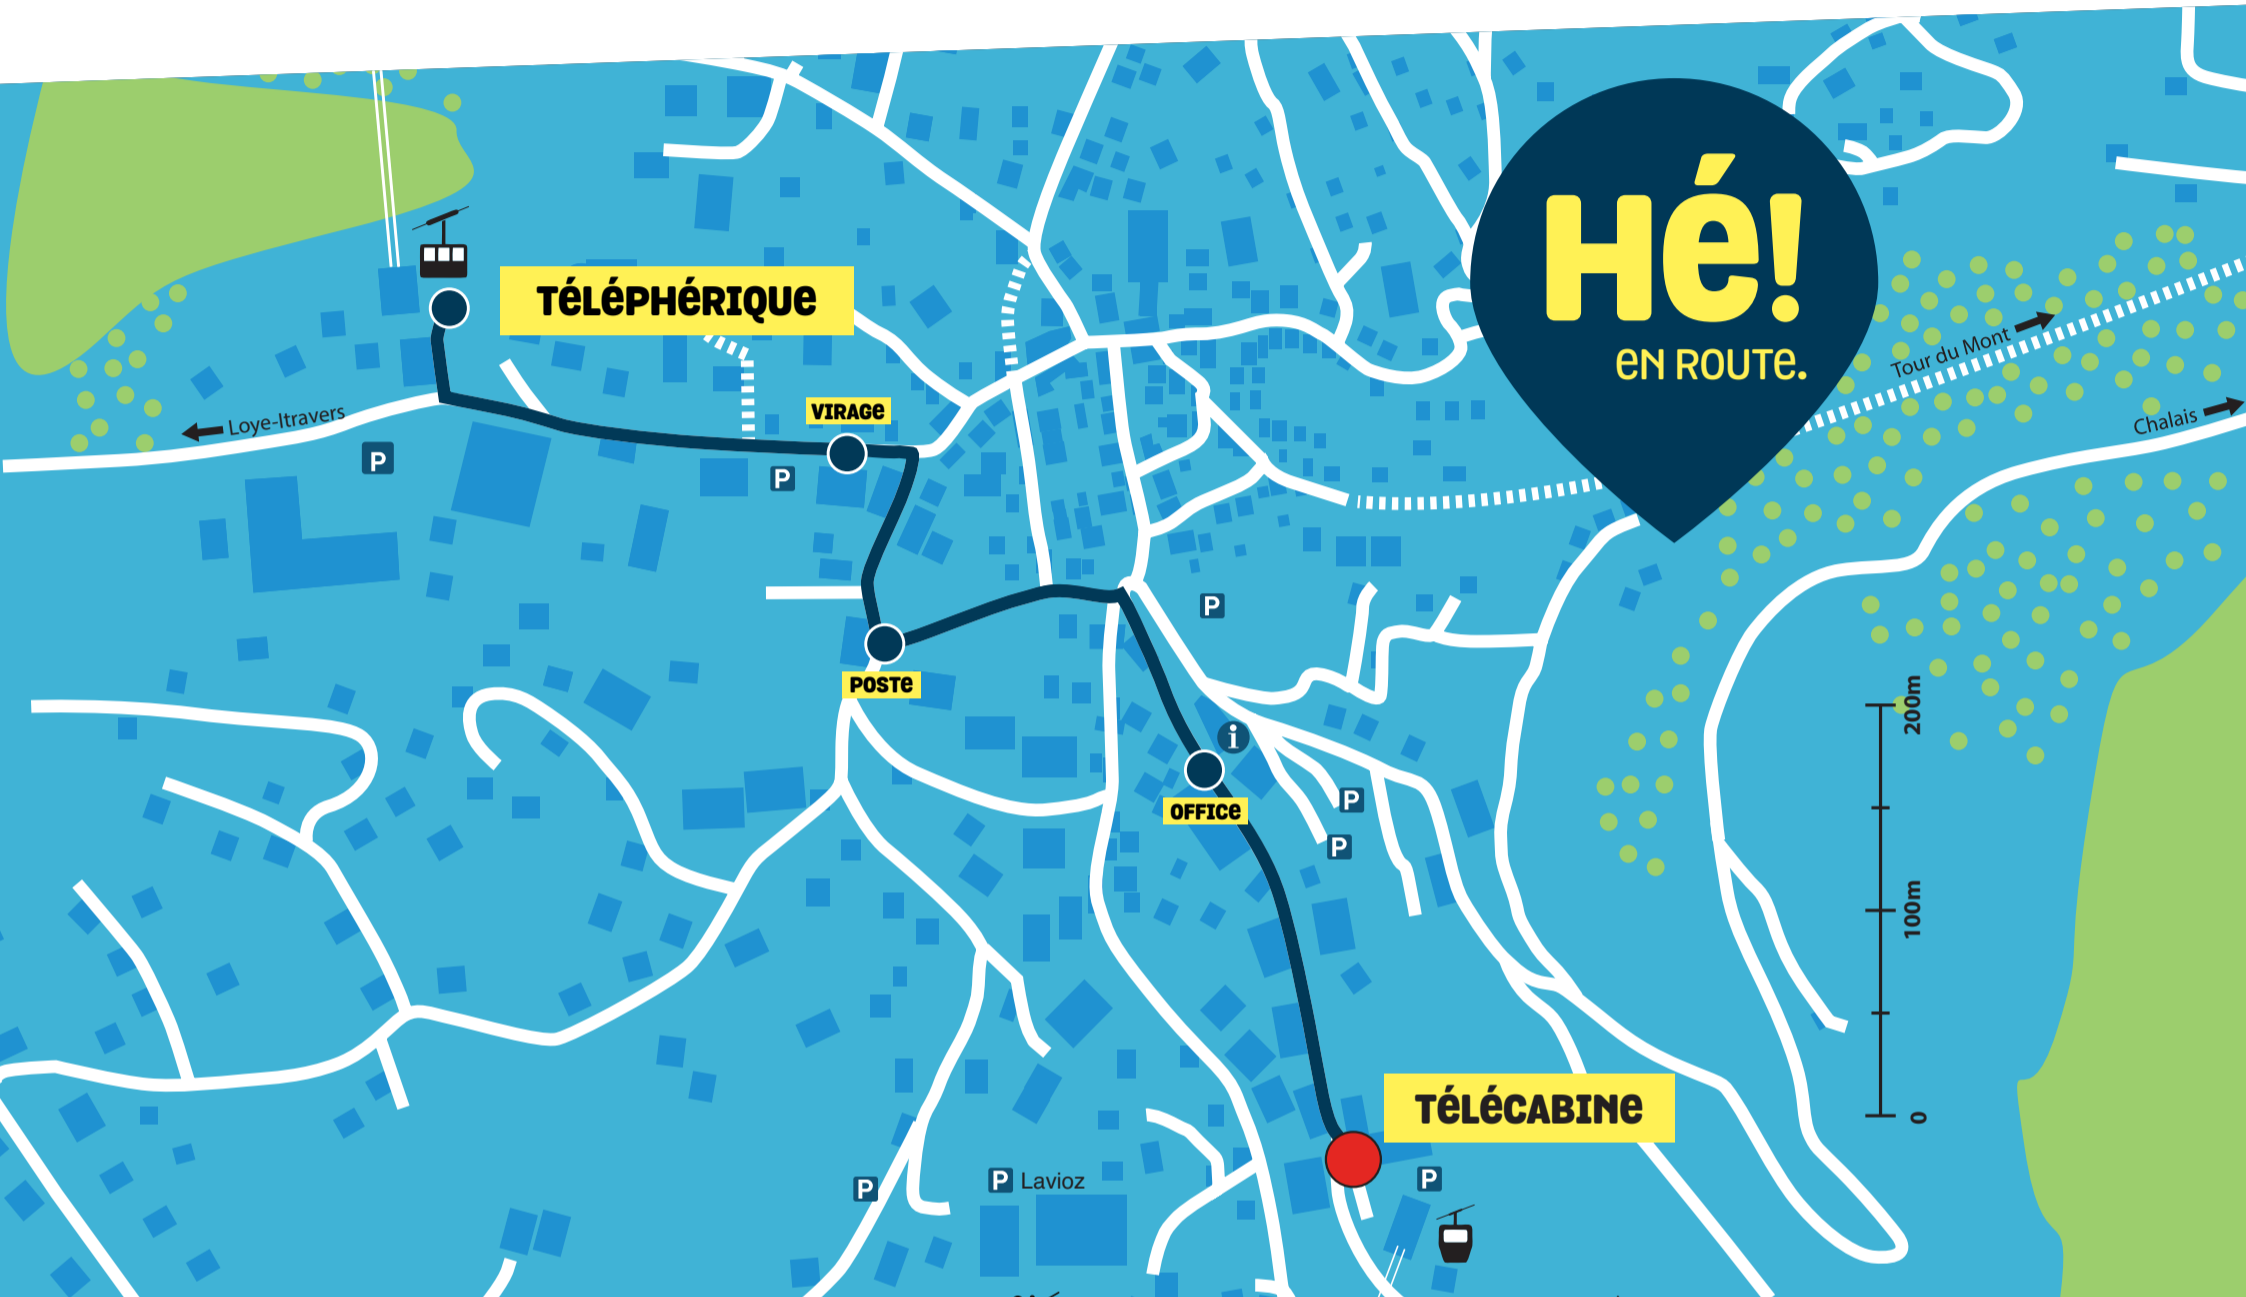 Hé!
en route.
Téléphérique
Tour du Mont
Chalais
Loye-Itravers
Virage
P
P
P
Poste
i
Office
P
P
200m
100m
0
Télécabine
P
P Lavioz
P